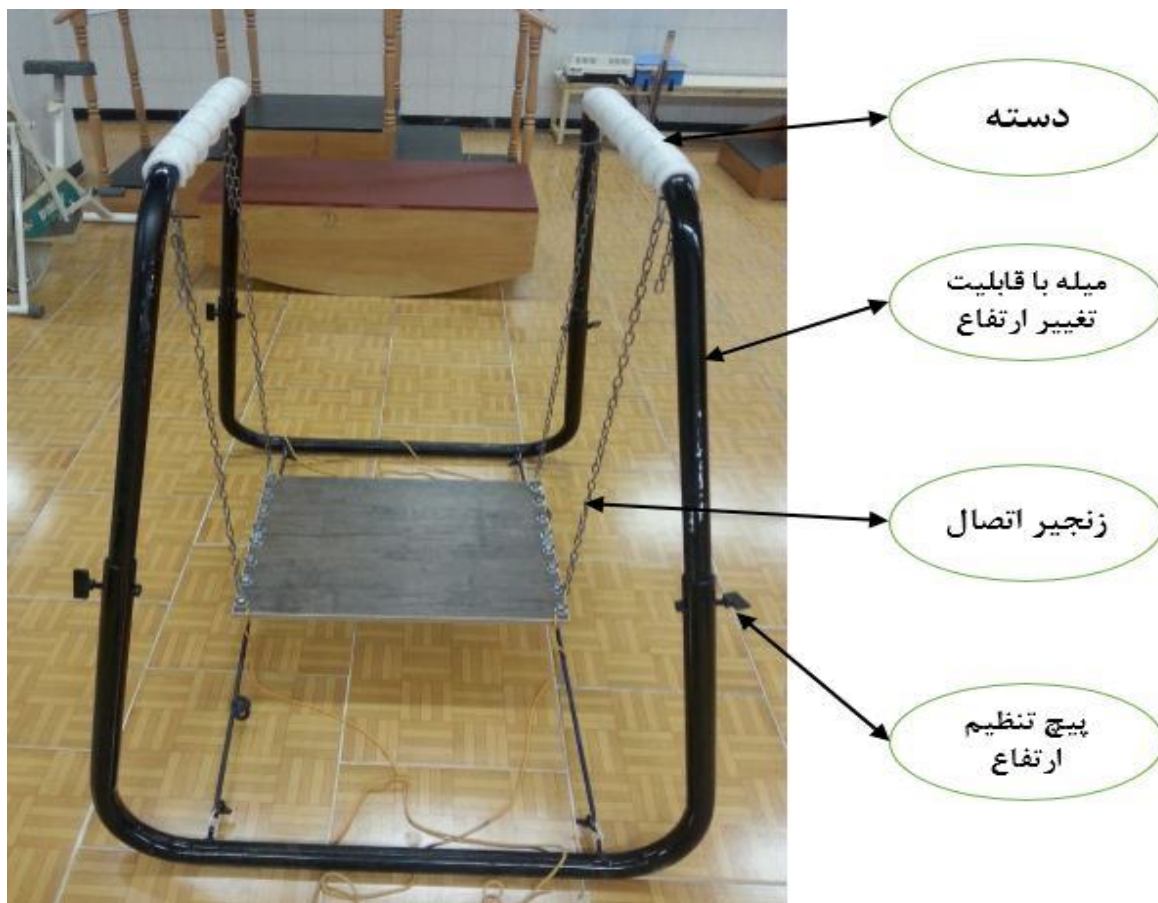 دسته
میله با قابلیت
تغییر ارتفاع
زنجیر اتصال
پیچ تنظیم
ارتفاع